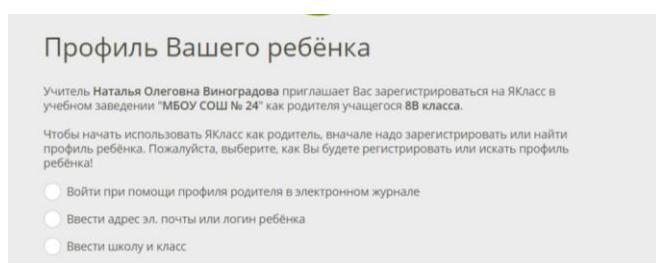 Профиль Вашего ребёнка
Учитель Наталья Олеговна Виноградова приглашает Вас зарегистрироваться на ЯКласс в
учебном заведении "МБОУ СОШ № 24" как родителя учащегося 8В класса.
Чтобы начать использовать ЯКласс как родитель, вначале надо зарегистрировать или найти
профиль ребёнка. Пожалуйста, выберите, как Вы будете регистрировать или искать профиль
ребёнка!
Войти при помощи профиля родителя в электронном журнале
Ввести адрес эл. почты или логин ребёнка
Ввести школу и класс